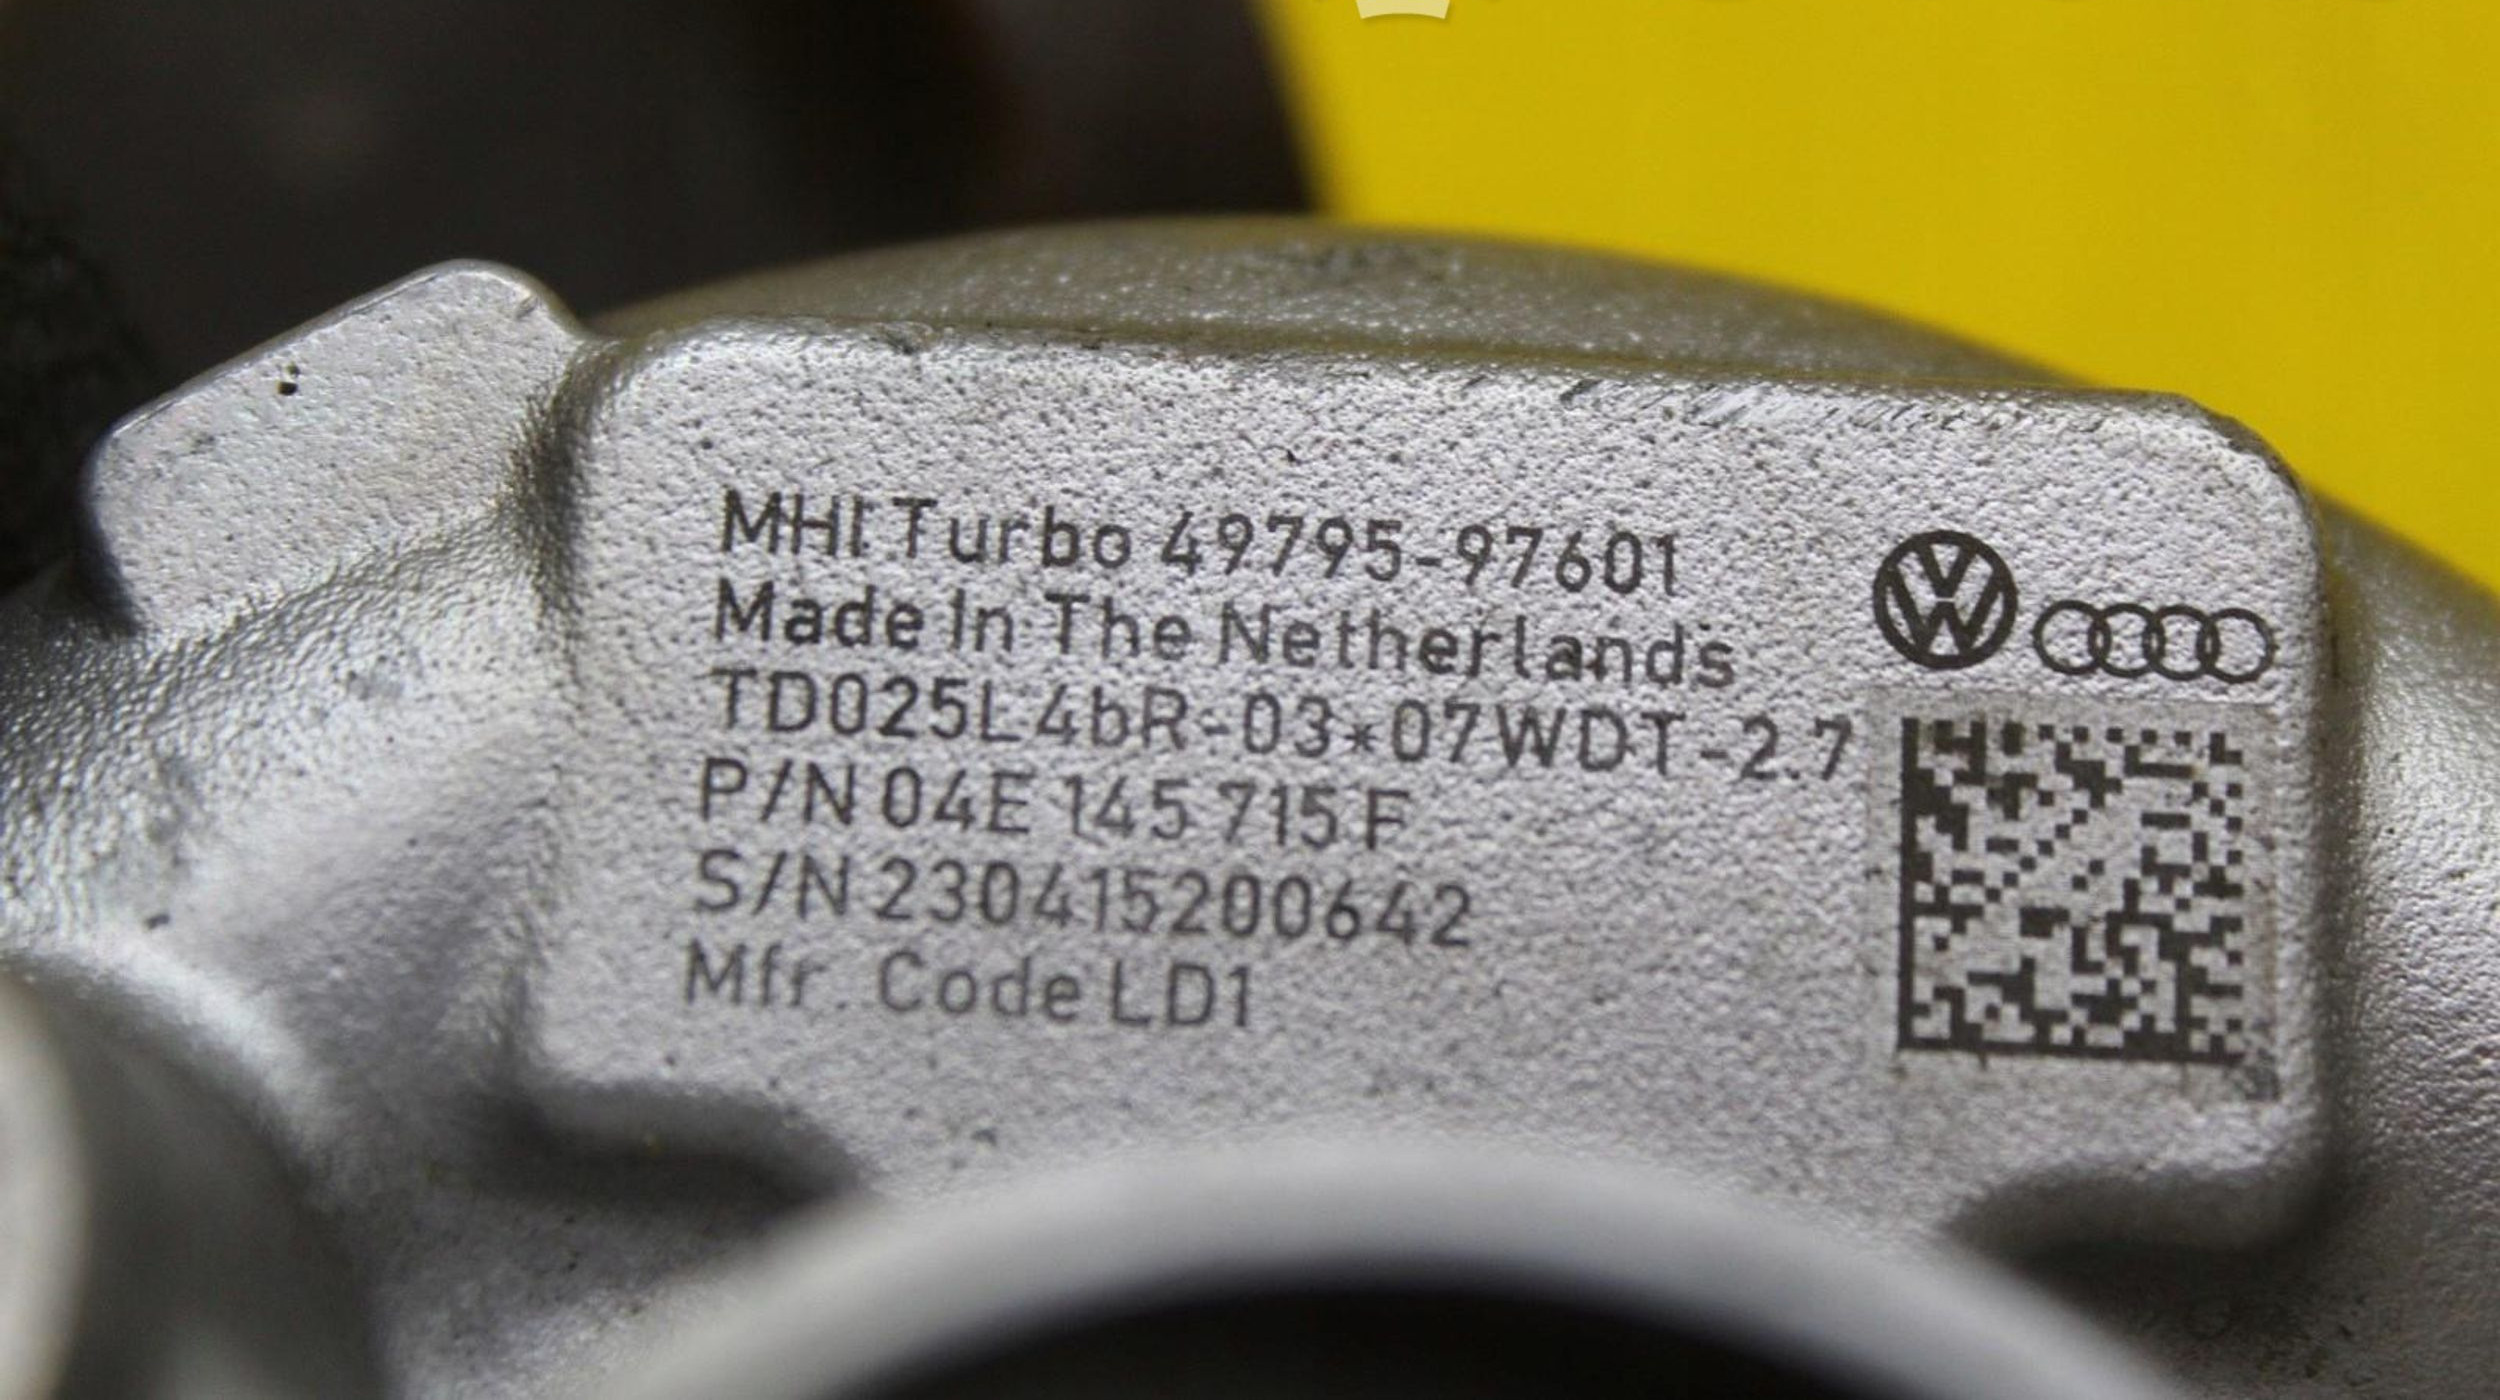 MHI Turbo 49795-97601
Made In The Netherlands
TD025L4bR-03*07WDT-2.7
P/N 04E 145 715 F
S/N 230415200642
Mfr. Code LD1